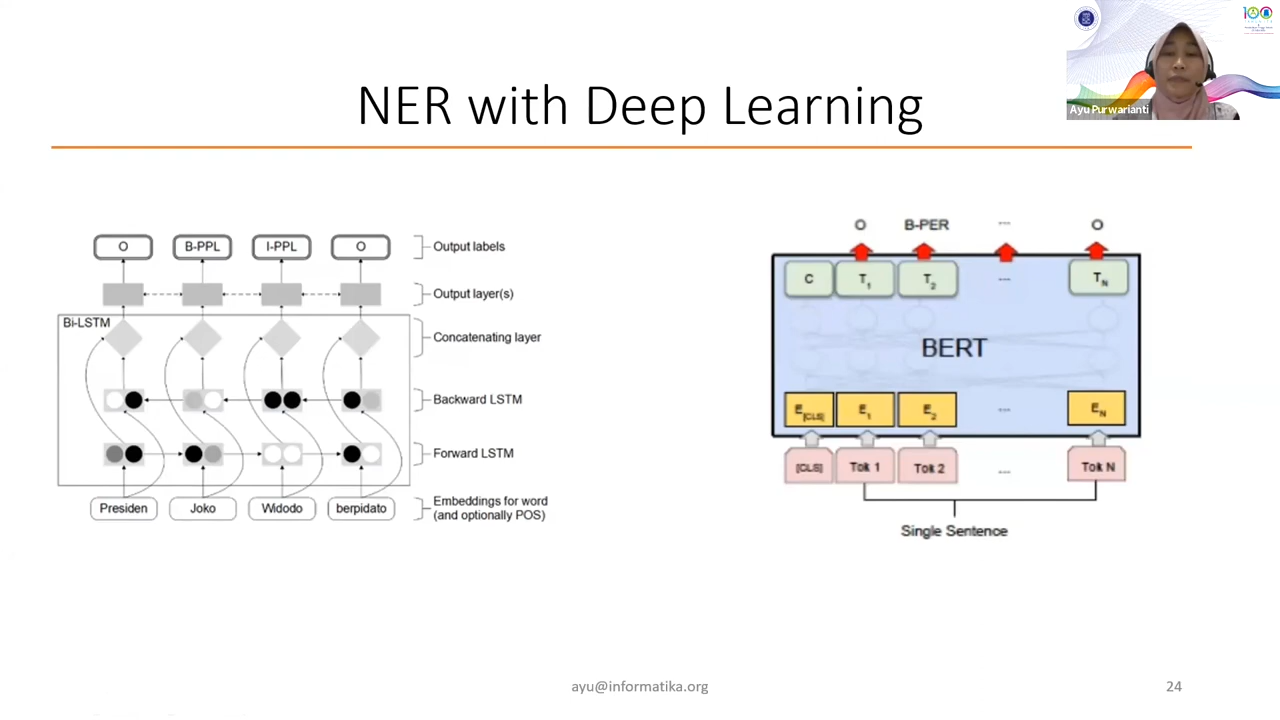 Ayu Purwarianti
NER with Deep Learning
O B-PPL I-PPL O Output labels
Output layer(s)
Bi-LSTM
Concatenating layer
Backward LSTM
Forward LSTM
Presiden Joko Widodo berpidato
Embeddings for word
(and optionally POS)
O B-PER ... O
C T1 T2 ... TN
BERT
E[CLS] E1 E2 ... EN
[CLS] Tok 1 Tok 2 ... Tok N
Single Sentence
ayu@informatika.org
24